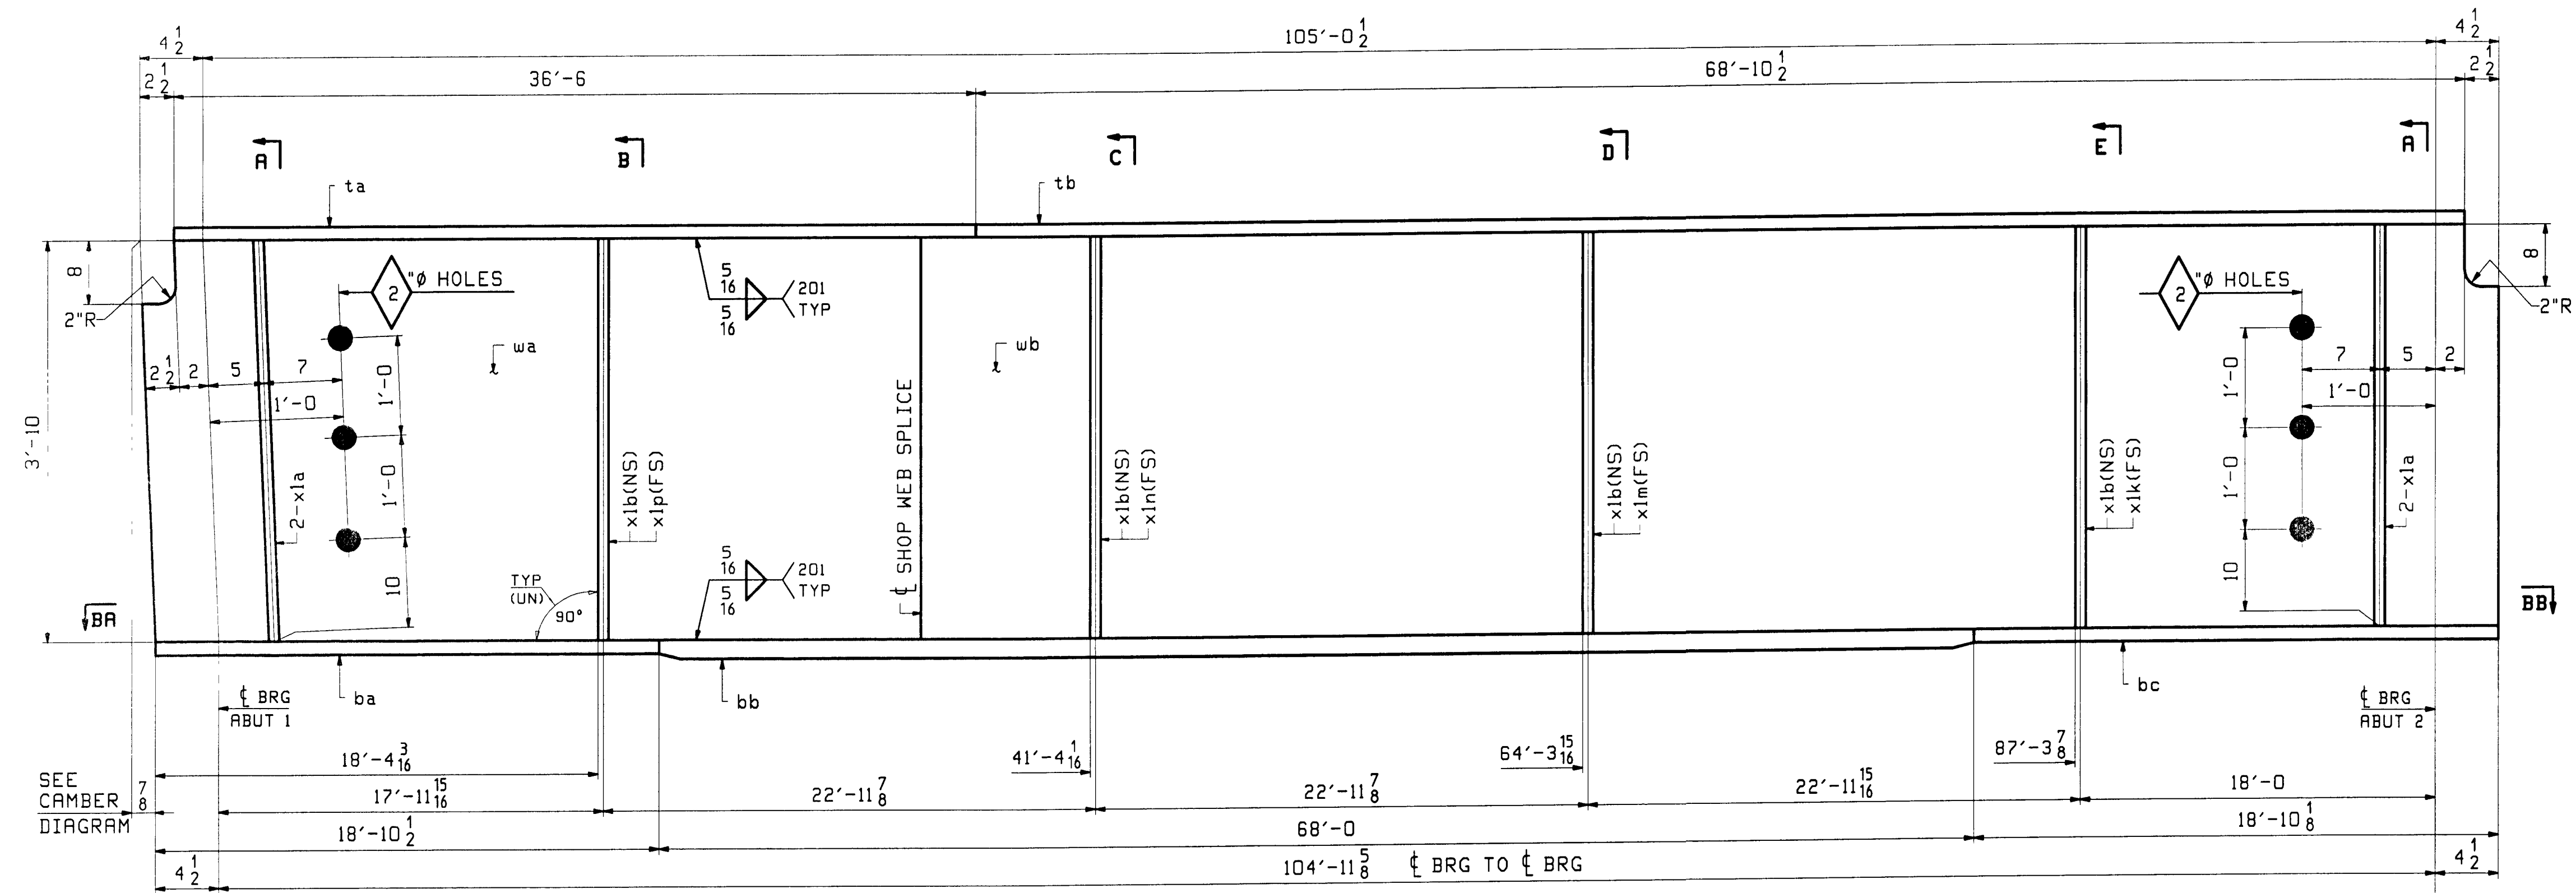 4 1/2
105'-0 1/2
4 1/2
2 1/2
36'-6
68'-10 1/2
2 1/2
A
B
C
D
E
A
ta
tb
8
2"R
2 "Ø HOLES
5/16
5/16
201
TYP
wa
wb
2 "Ø HOLES
8
2"R
3'-10
2 1/2
2
5
7
1'-0
1'-0
1'-0
10
2-x1a
x1b(NS)
x1p(FS)
℄ SHOP WEB SPLICE
x1b(NS)
x1n(FS)
x1b(NS)
x1m(FS)
x1b(NS)
x1k(FS)
2-x1a
7
5
2
1'-0
1'-0
1'-0
10
TYP
(UN)
90°
5/16
5/16
201
TYP
BA
BB
℄ BRG
ABUT 1
ba
bb
bc
℄ BRG
ABUT 2
18'-4 3/16
41'-4 1/16
64'-3 15/16
87'-3 7/8
SEE
CAMBER
DIAGRAM
7/8
17'-11 15/16
22'-11 7/8
22'-11 7/8
22'-11 15/16
18'-0
18'-10 1/2
68'-0
18'-10 1/8
4 1/2
104'-11 5/8 ℄ BRG TO ℄ BRG
4 1/2